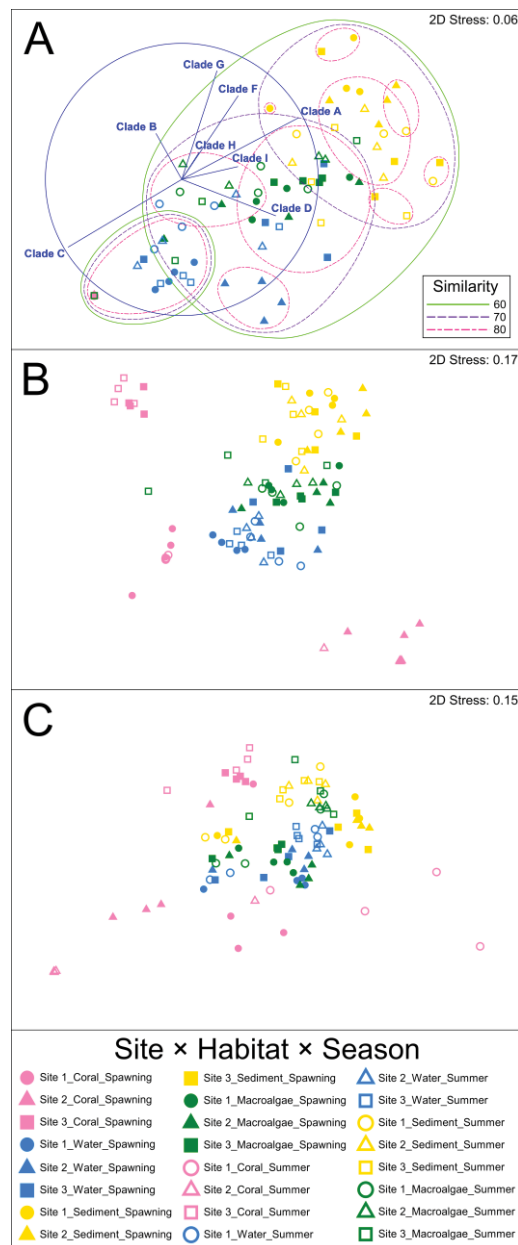 A
2D Stress: 0.06
Clade G
Clade F
Clade A
Clade B
Clade H
Clade I
Clade D
Clade C
Similarity
60
70
80
B
2D Stress: 0.17
C
2D Stress: 0.15
Site × Habitat × Season
Site 1_Coral_Spawning
Site 2_Coral_Spawning
Site 3_Coral_Spawning
Site 1_Water_Spawning
Site 2_Water_Spawning
Site 3_Water_Spawning
Site 1_Sediment_Spawning
Site 2_Sediment_Spawning
Site 3_Sediment_Spawning
Site 1_Macroalgae_Spawning
Site 2_Macroalgae_Spawning
Site 3_Macroalgae_Spawning
Site 1_Coral_Summer
Site 2_Coral_Summer
Site 3_Coral_Summer
Site 1_Water_Summer
Site 2_Water_Summer
Site 3_Water_Summer
Site 1_Sediment_Summer
Site 2_Sediment_Summer
Site 3_Sediment_Summer
Site 1_Macroalgae_Summer
Site 2_Macroalgae_Summer
Site 3_Macroalgae_Summer